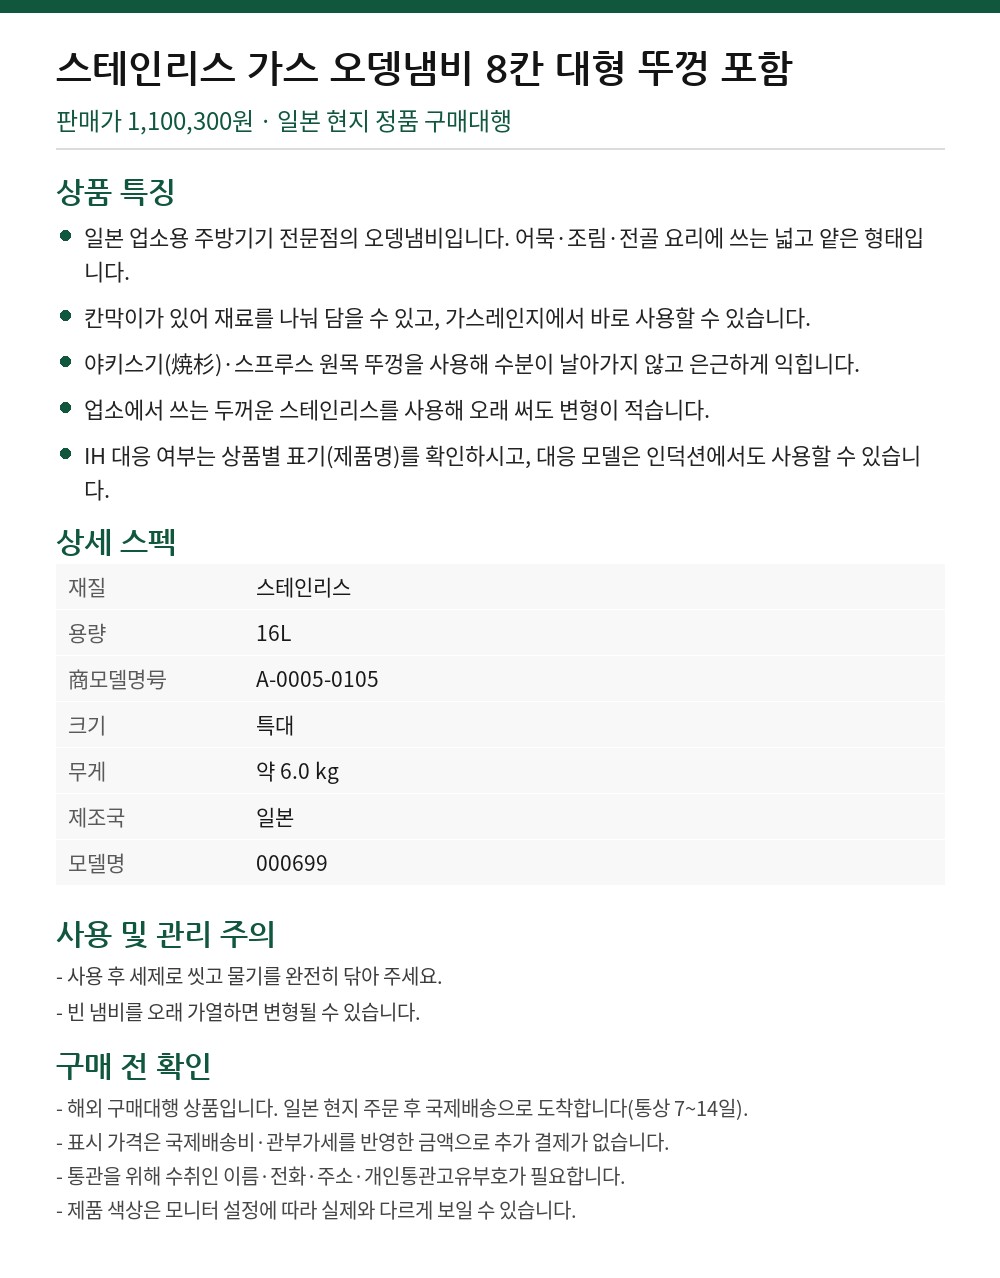 스테인리스 가스 오뎅냄비 8칸 대형 뚜껑 포함
판매가 1,100,300원 · 일본 현지 정품 구매대행
상품 특징
일본 업소용 주방기기 전문점의 오뎅냄비입니다. 어묵·조림·전골 요리에 쓰는 넓고 얕은 형태입
니다.
칸막이가 있어 재료를 나눠 담을 수 있고, 가스레인지에서 바로 사용할 수 있습니다.
야키스기(焼杉)·스프루스 원목 뚜껑을 사용해 수분이 날아가지 않고 은근하게 익힙니다.
업소에서 쓰는 두꺼운 스테인리스를 사용해 오래 써도 변형이 적습니다.
IH 대응 여부는 상품별 표기(제품명)를 확인하시고, 대응 모델은 인덕션에서도 사용할 수 있습니
다.
상세 스펙
재질 스테인리스
용량 16L
商모델명号 A-0005-0105
크기 특대
무게 약 6.0 kg
제조국 일본
모델명 000699
사용 및 관리 주의
- 사용 후 세제로 씻고 물기를 완전히 닦아 주세요.
- 빈 냄비를 오래 가열하면 변형될 수 있습니다.
구매 전 확인
- 해외 구매대행 상품입니다. 일본 현지 주문 후 국제배송으로 도착합니다(통상 7~14일).
- 표시 가격은 국제배송비·관부가세를 반영한 금액으로 추가 결제가 없습니다.
- 통관을 위해 수취인 이름·전화·주소·개인통관고유부호가 필요합니다.
- 제품 색상은 모니터 설정에 따라 실제와 다르게 보일 수 있습니다.